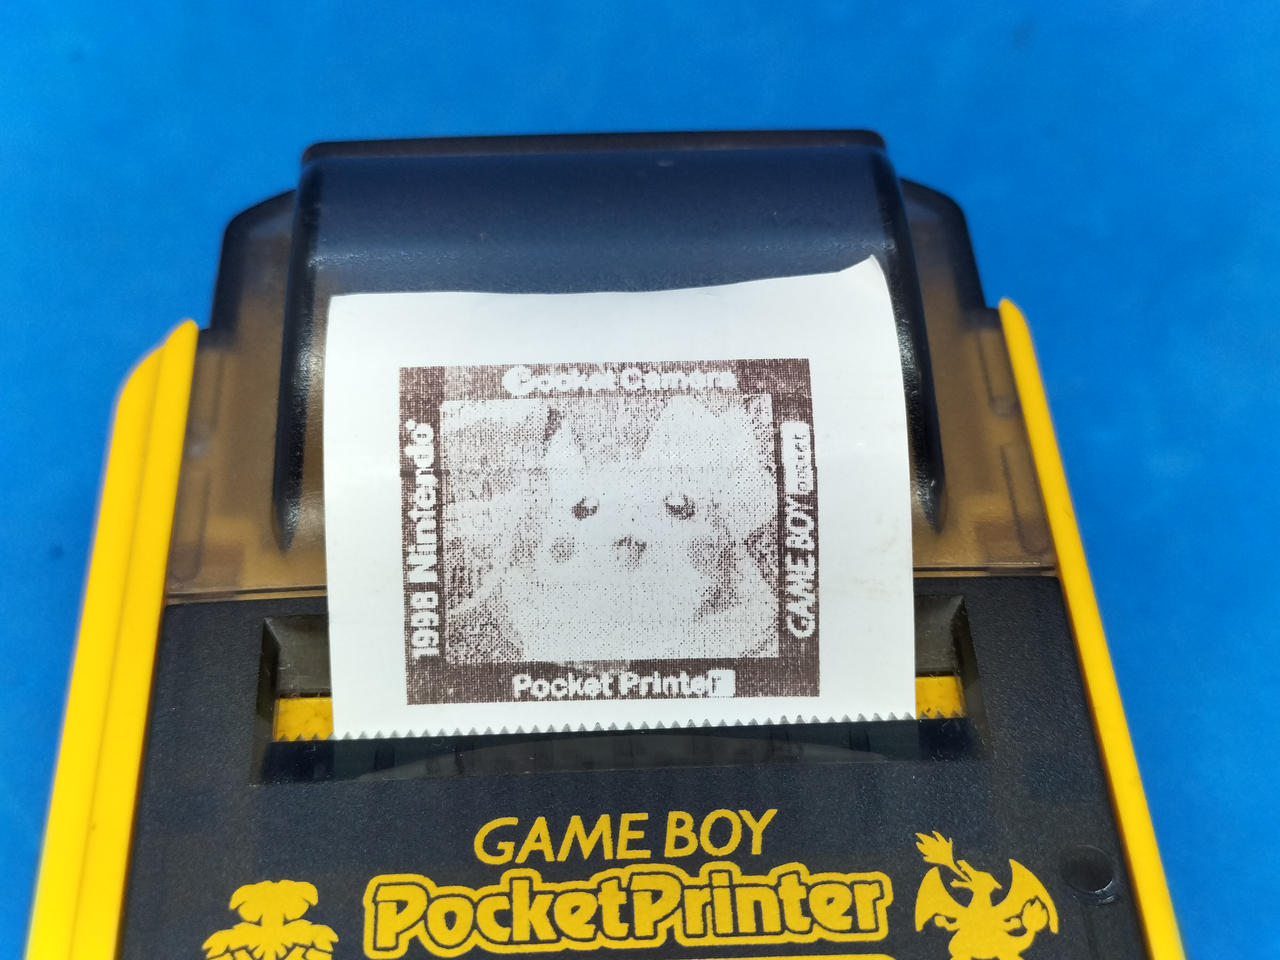 Pocket Camera
1998 Nintendo
GAME BOY
Pocket Printer
GAME BOY
PocketPrinter